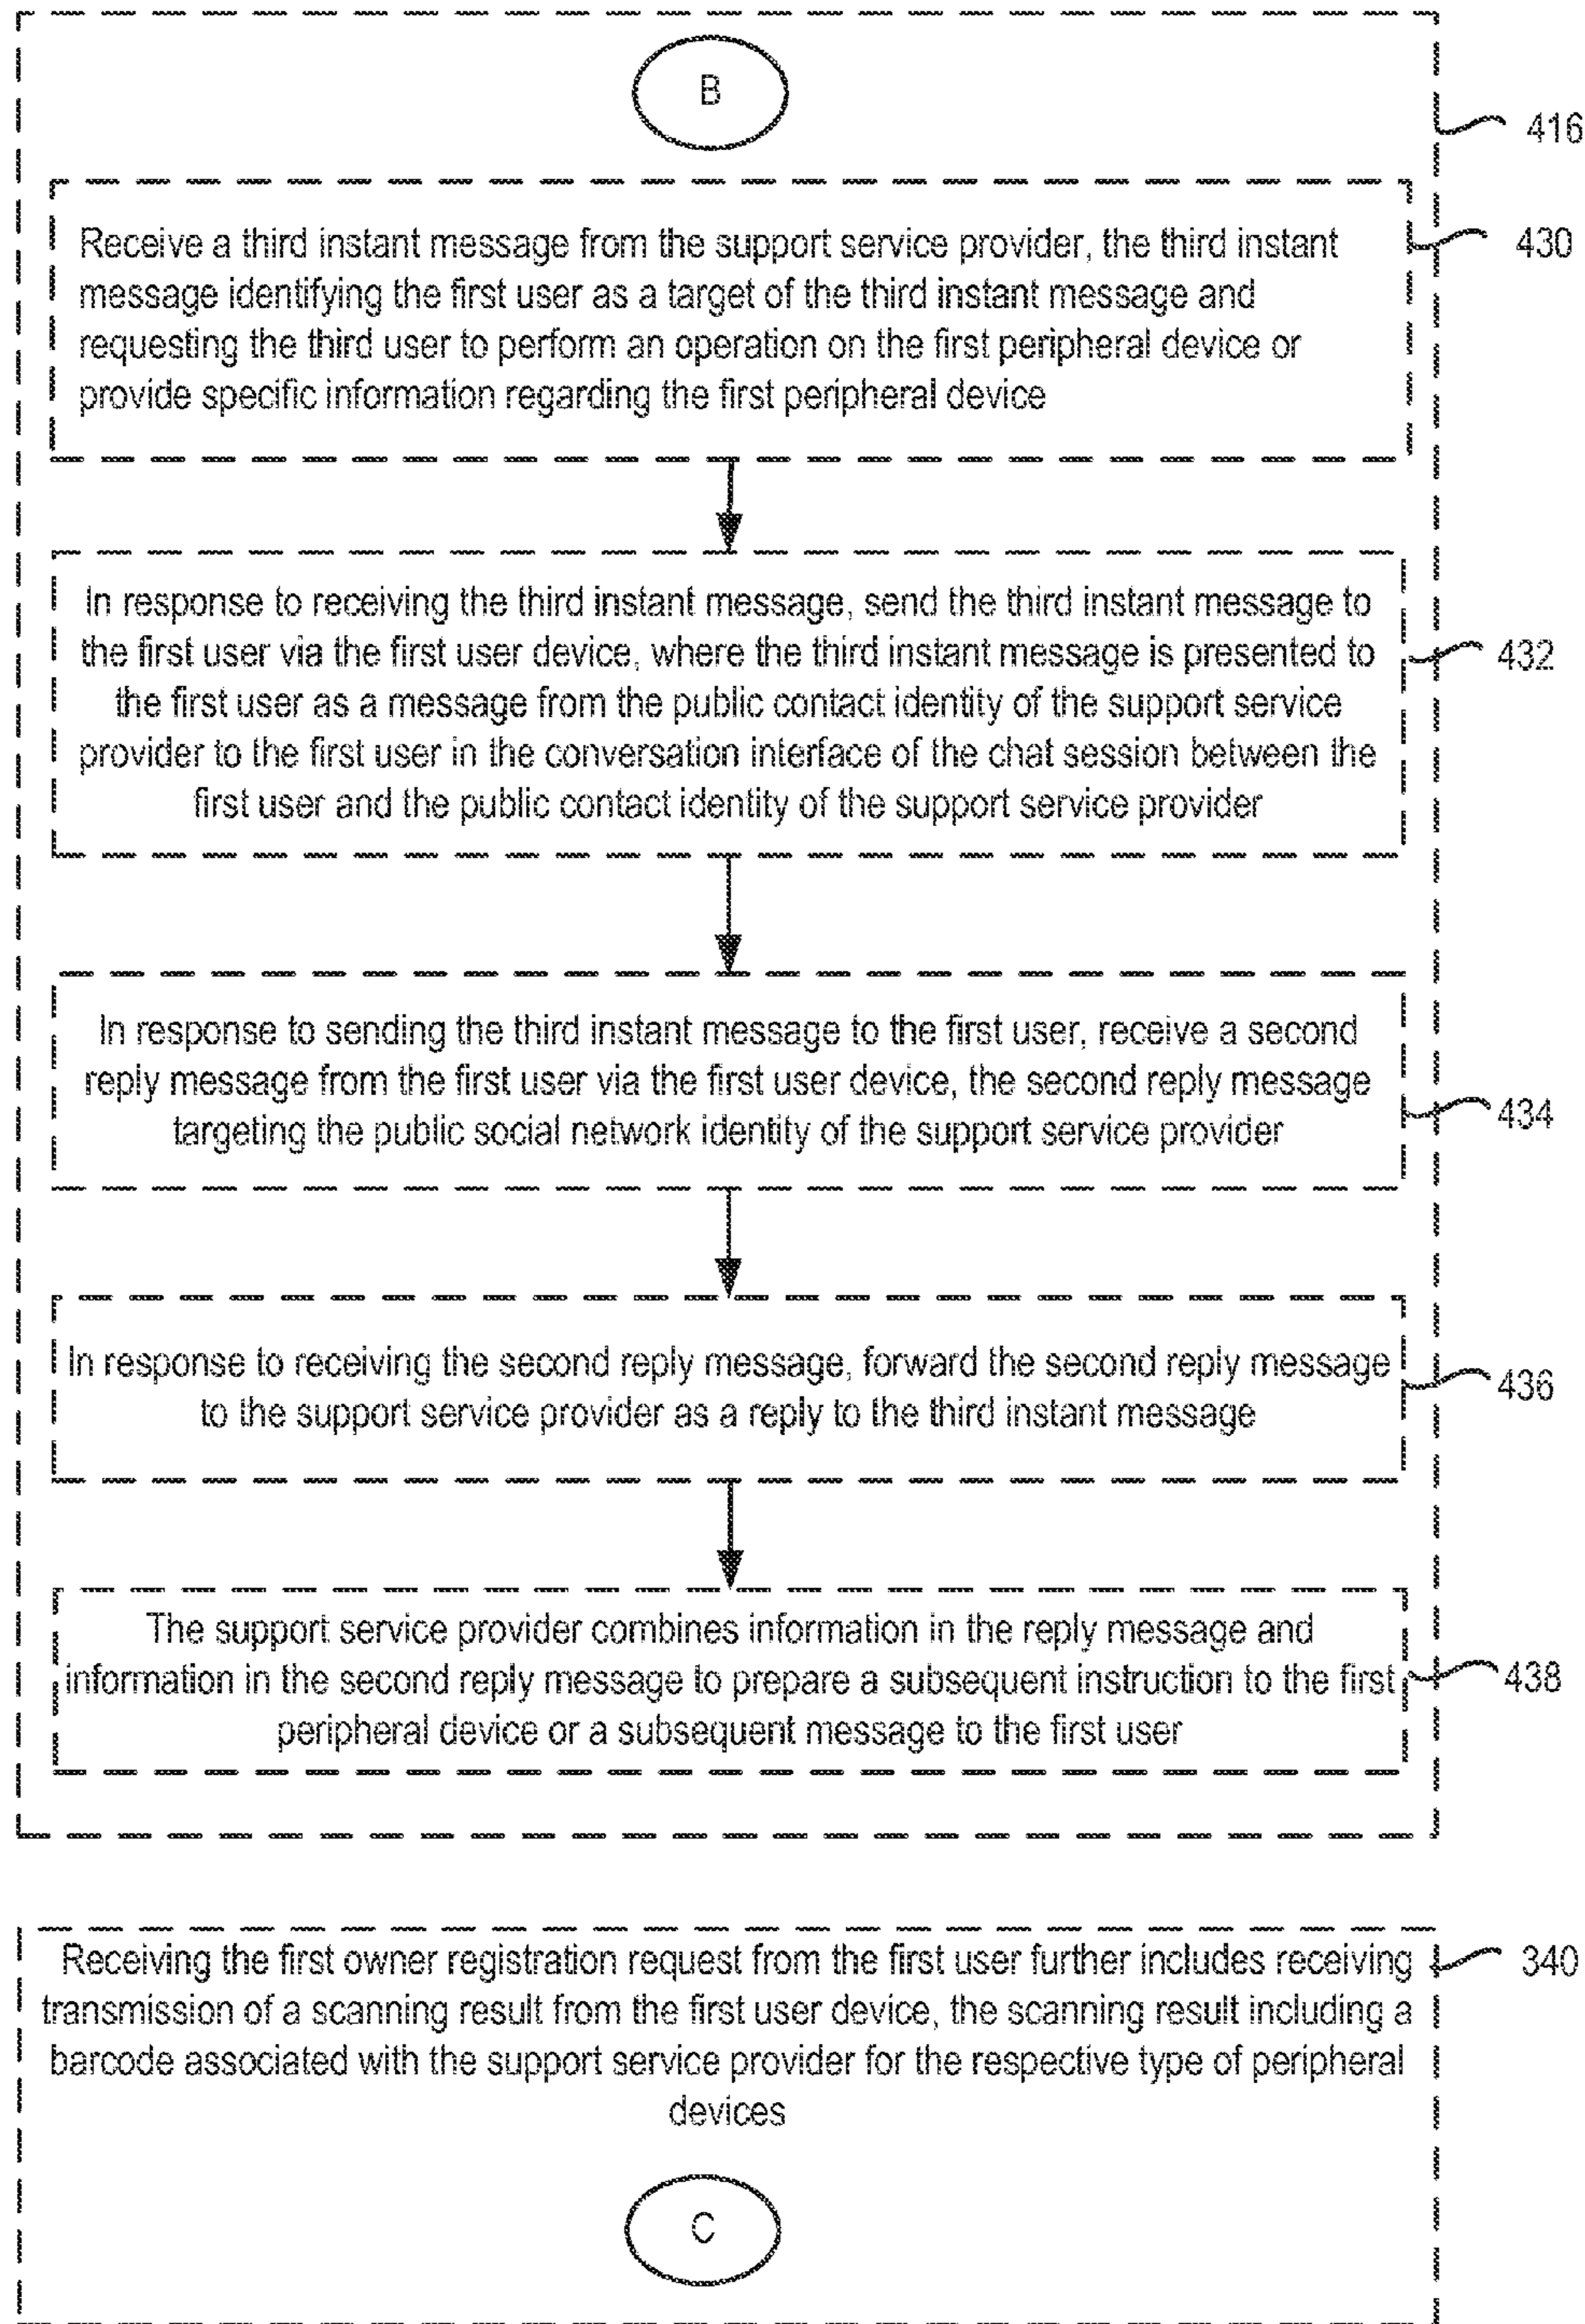 B
416
Receive a third instant message from the support service provider, the third instant
430
message identifying the first user as a target of the third instant message and
requesting the third user to perform an operation on the first peripheral device or
provide specific information regarding the first peripheral device
In response to receiving the third instant message, send the third instant message to
the first user via the first user device, where the third instant message is presented to
432
the first user as a message from the public contact identity of the support service
provider to the first user in the conversation interface of the chat session between the
first user and the public contact identity of the support service provider
In response to sending the third instant message to the first user, receive a second
reply message from the first user via the first user device, the second reply message
434
targeting the public social network identity of the support service provider
In response to receiving the second reply message, forward the second reply message
436
to the support service provider as a reply to the third instant message
The support service provider combines information in the reply message and
information in the second reply message to prepare a subsequent instruction to the first
438
peripheral device or a subsequent message to the first user
Receiving the first owner registration request from the first user further includes receiving
340
transmission of a scanning result from the first user device, the scanning result including a
barcode associated with the support service provider for the respective type of peripheral
devices
C